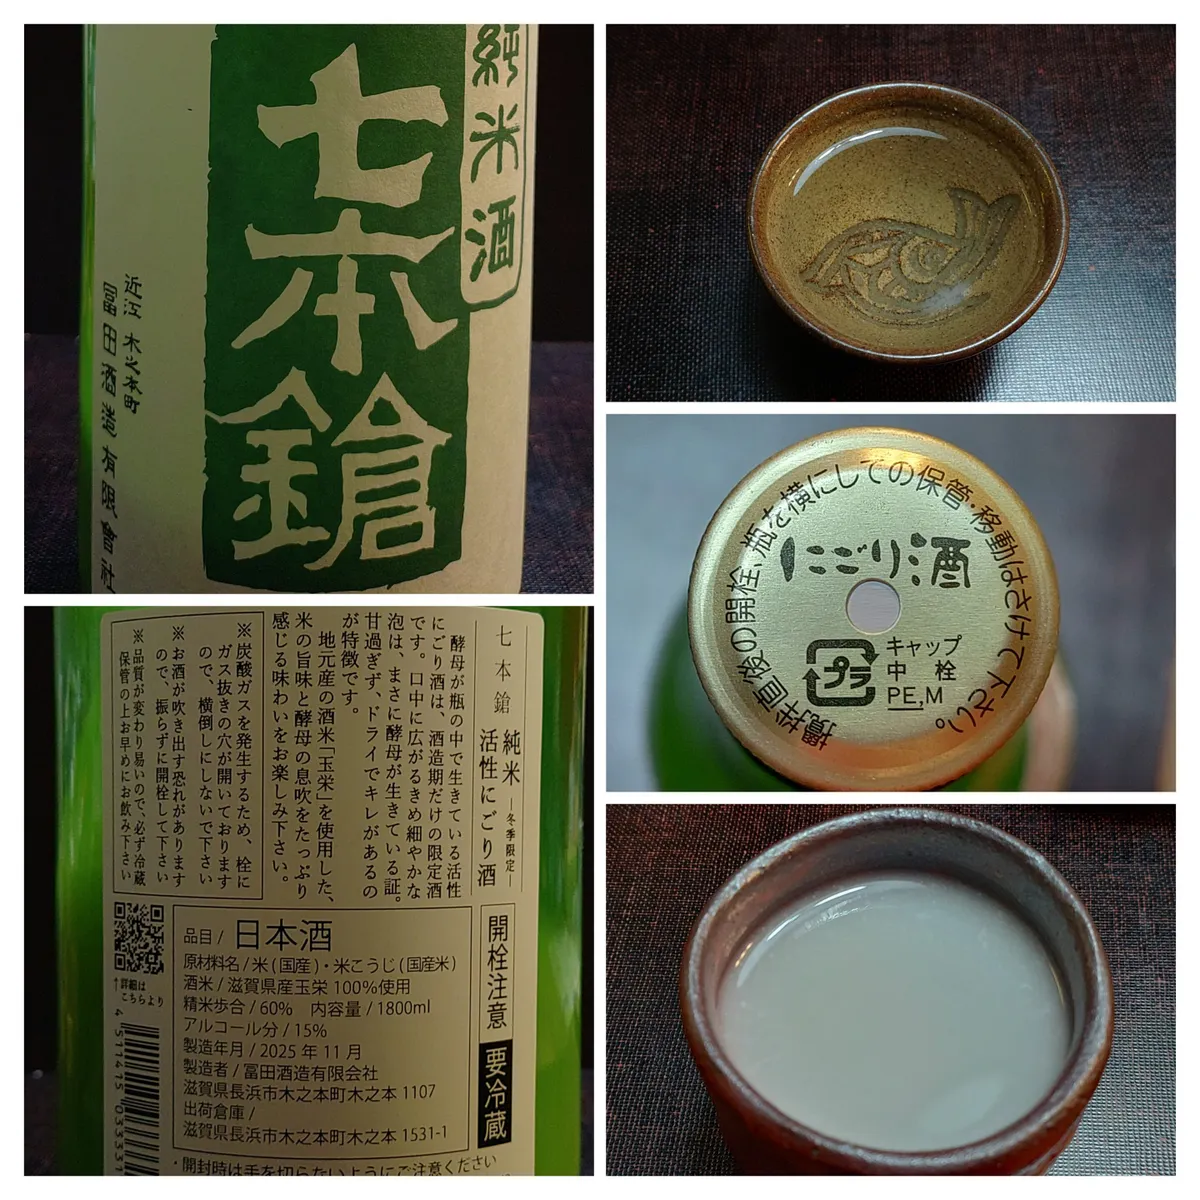 純米酒
七本鎗
近江 木之本町
冨田酒造有限會社
攪拌直後の開栓、瓶を横にしての保管・移動はさけて下さい。
にごり酒
プラ
キャップ
中栓
PE,M
七本鎗
純米 ―冬季限定―
活性にごり酒
酵母が瓶の中で生きている活性
にごり酒は、酒造期だけの限定酒
です。口中に広がるきめ細やかな
泡は、まさに酵母が生きている証。
甘過ぎず、ドライでキレがあるの
が特徴です。
地元産の酒米「玉栄」を使用した、
米の旨味と酵母の息吹をたっぷり
感じる味わいをお楽しみ下さい。
※炭酸ガスを発生するため、栓に
ガス抜きの穴が開いております
ので、横倒しにしないで下さい
※お酒が吹き出す恐れがあります
ので、振らずに開栓して下さい
※品質が変わり易いので、必ず冷蔵
保管の上お早めにお飲み下さい
開栓注意
要冷蔵
品目/日本酒
原材料名/米(国産)・米こうじ(国産米)
酒米/滋賀県産玉栄 100%使用
精米歩合/60% 内容量/1800ml
アルコール分/15%
製造年月/2025年11月
製造者/冨田酒造有限会社
滋賀県長浜市木之本町木之本 1107
出荷倉庫/
滋賀県長浜市木之本町木之本 1531-1
↑詳細は
こちらより
4 511415 033331
・開封時は手を切らないようにご注意ください